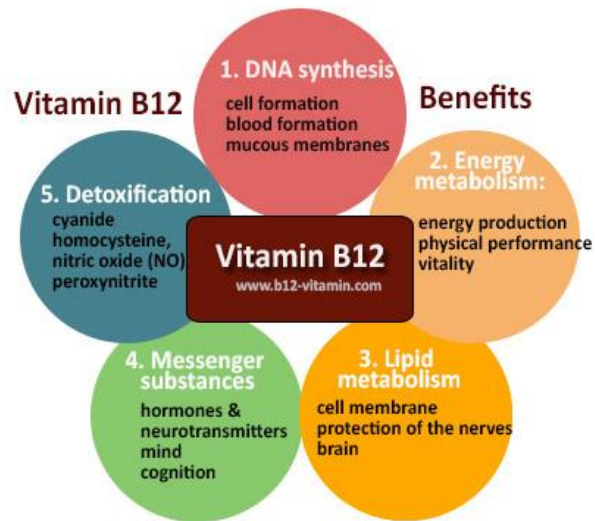 Vitamin B12
Benefits
1. DNA synthesis
cell formation
blood formation
mucous membranes
2. Energy
metabolism:
energy production
physical performance
vitality
3. Lipid
metabolism
cell membrane
protection of the nerves
brain
4. Messenger
substances
hormones &
neurotransmitters
mind
cognition
5. Detoxification
cyanide
homocysteine,
nitric oxide (NO)
peroxynitrite
Vitamin B12
www.b12-vitamin.com